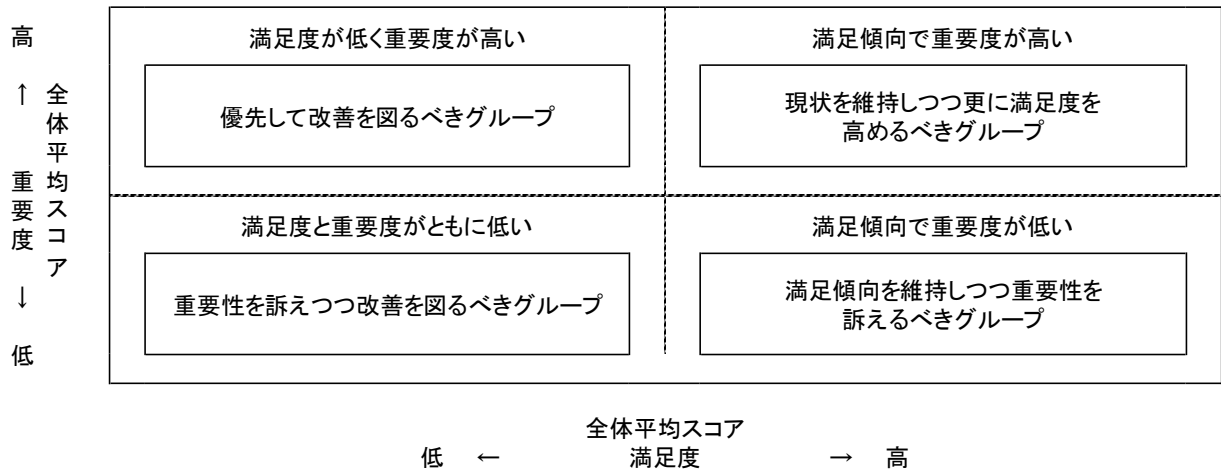 高
↑
重要度
↓
低
全体平均スコア
満足度が低く重要度が高い
優先して改善を図るべきグループ
満足傾向で重要度が高い
現状を維持しつつ更に満足度を
高めるべきグループ
満足度と重要度がともに低い
重要性を訴えつつ改善を図るべきグループ
満足傾向で重要度が低い
満足傾向を維持しつつ重要性を
訴えるべきグループ
全体平均スコア
低 ← 満足度 → 高